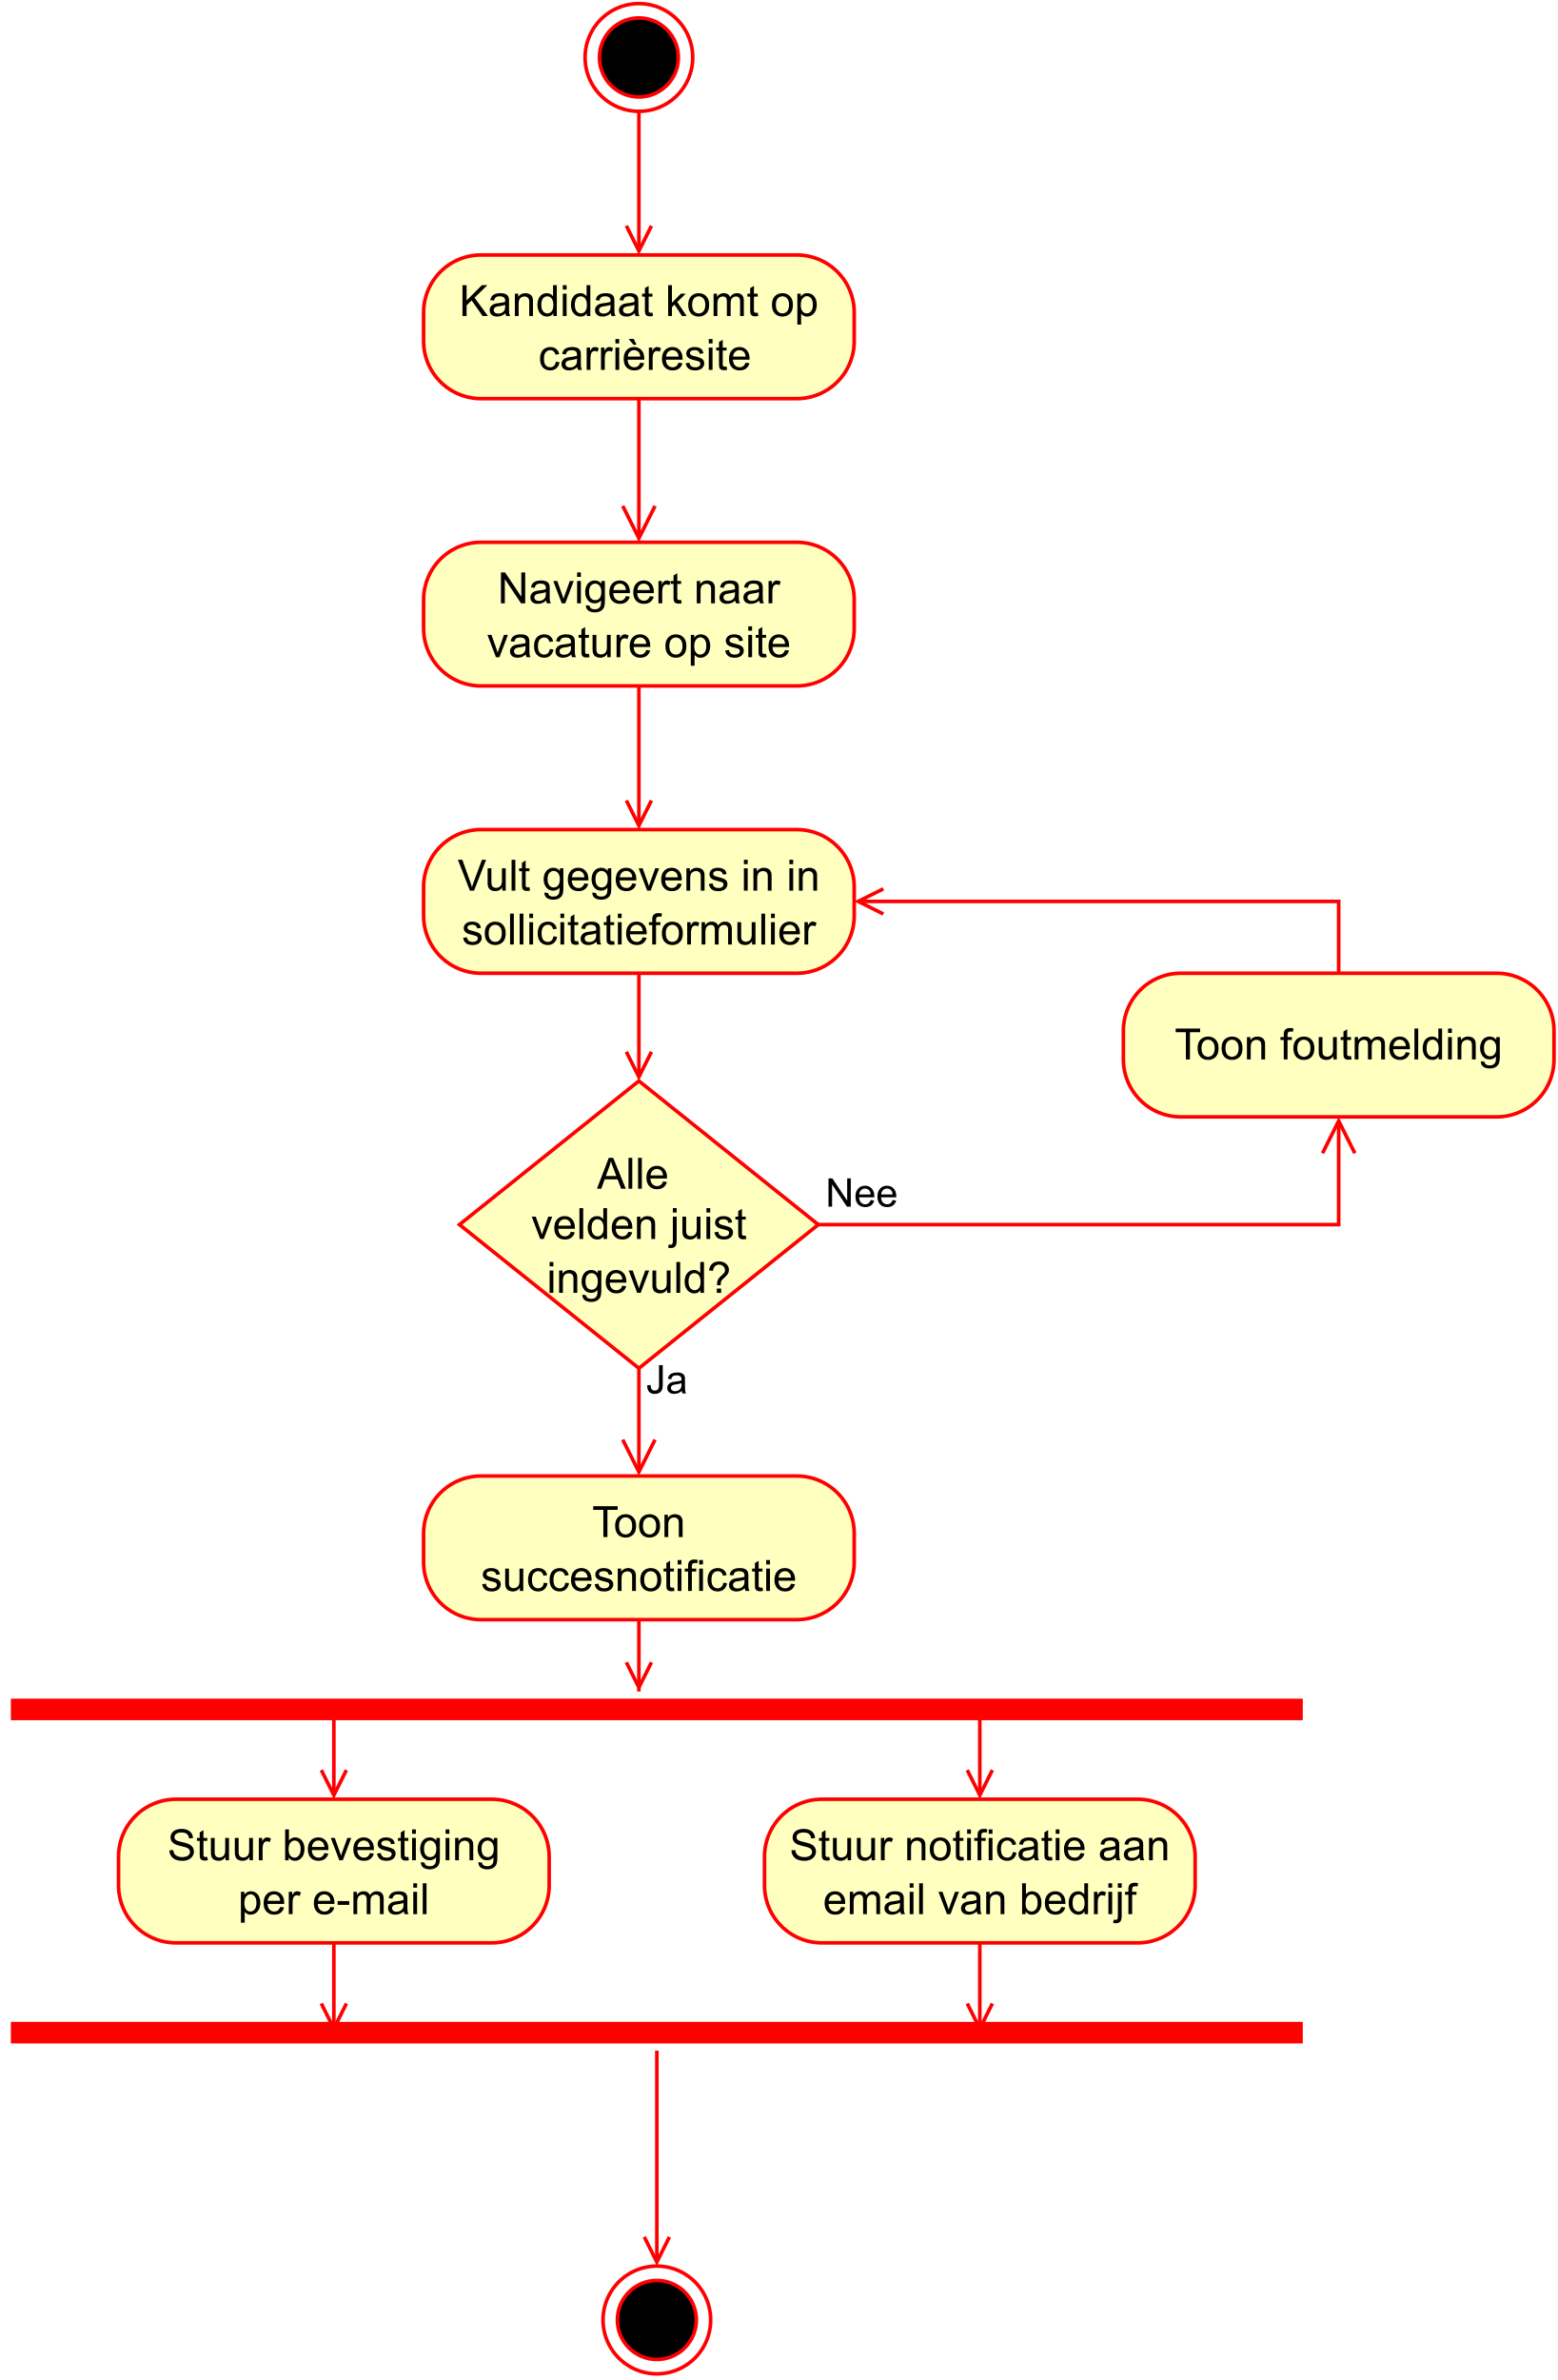 Kandidaat komt op
carrièresite
Navigeert naar
vacature op site
Vult gegevens in in
sollicitatieformulier
Toon foutmelding
Alle
velden juist
ingevuld?
Nee
Ja
Toon
succesnotificatie
Stuur bevestiging
per e-mail
Stuur notificatie aan
email van bedrijf